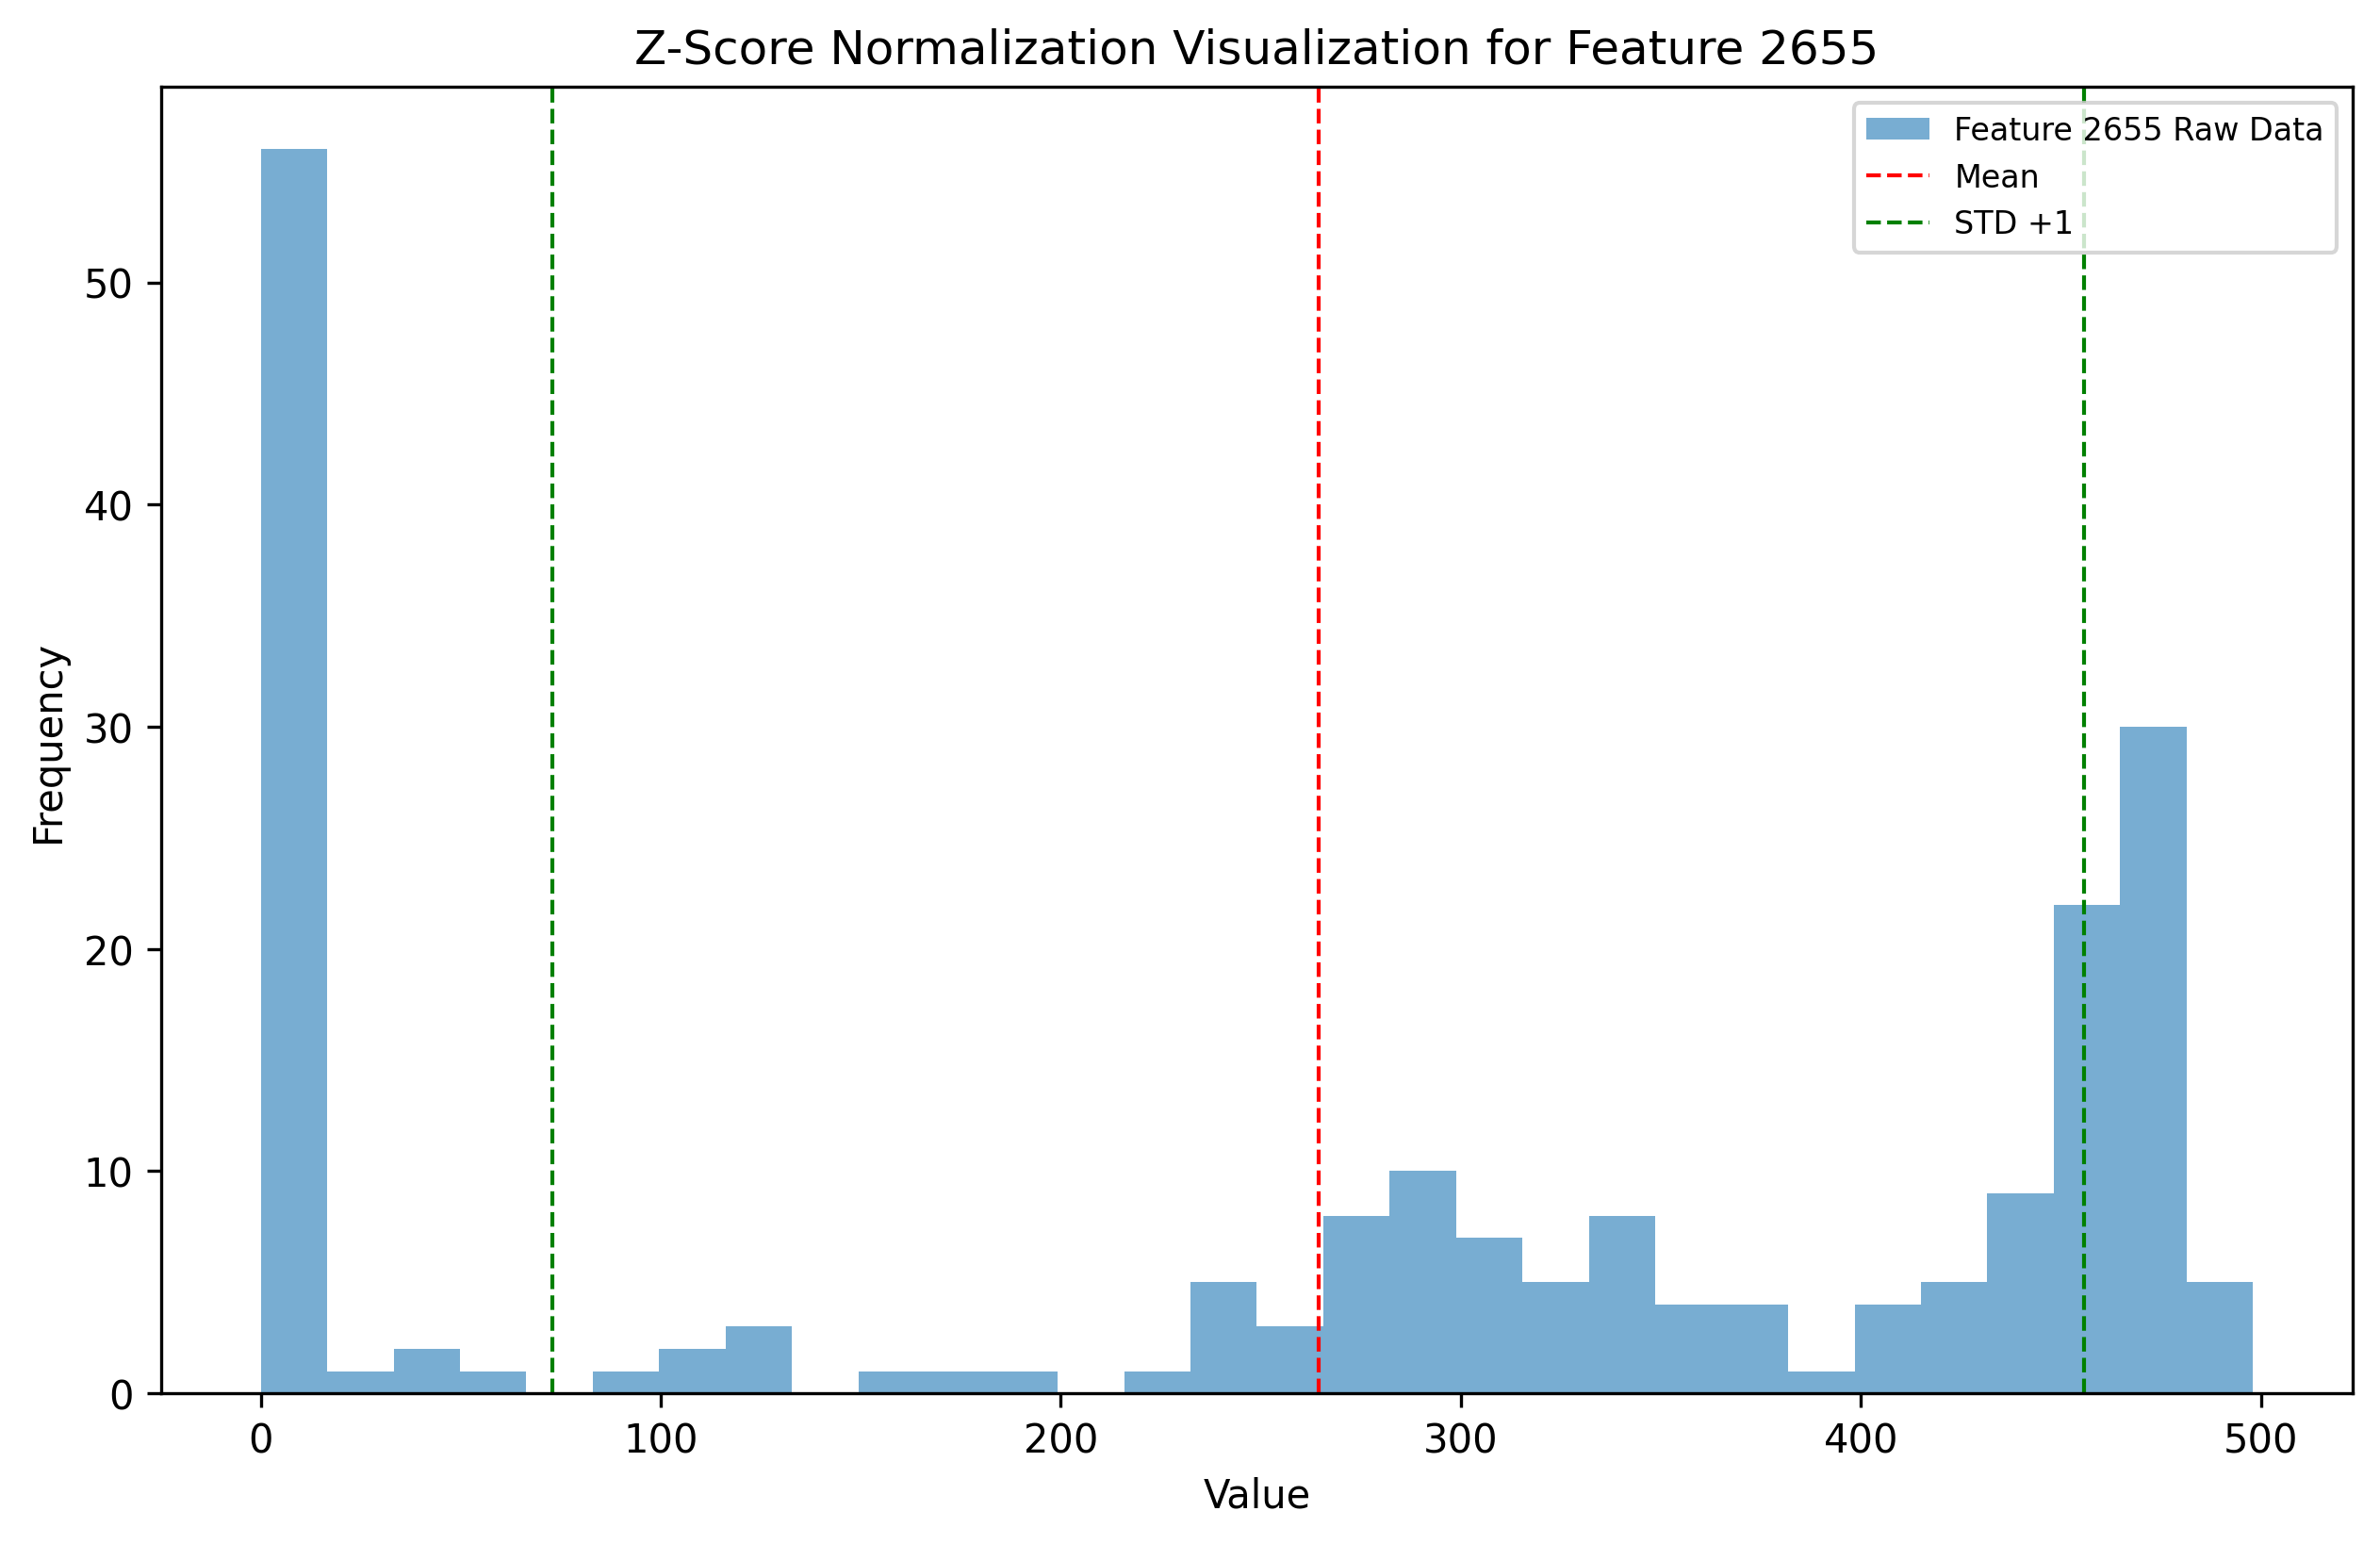 Z-Score Normalization Visualization for Feature 2655
Feature 2655 Raw Data
Mean
STD +1
Frequency
50
40
30
20
10
0
0 100 200 300 400 500
Value